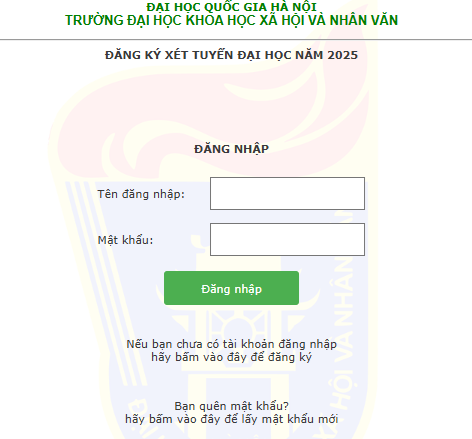 ĐẠI HỌC QUỐC GIA HÀ NỘI
TRƯỜNG ĐẠI HỌC KHOA HỌC XÃ HỘI VÀ NHÂN VĂN
ĐĂNG KÝ XÉT TUYỂN ĐẠI HỌC NĂM 2025
ĐĂNG NHẬP
Tên đăng nhập:
Mật khẩu:
Đăng nhập
Nếu bạn chưa có tài khoản đăng nhập
hãy bấm vào đây để đăng ký
Bạn quên mật khẩu?
hãy bấm vào đây để lấy mật khẩu mới
HỘI VÀ NHÂN